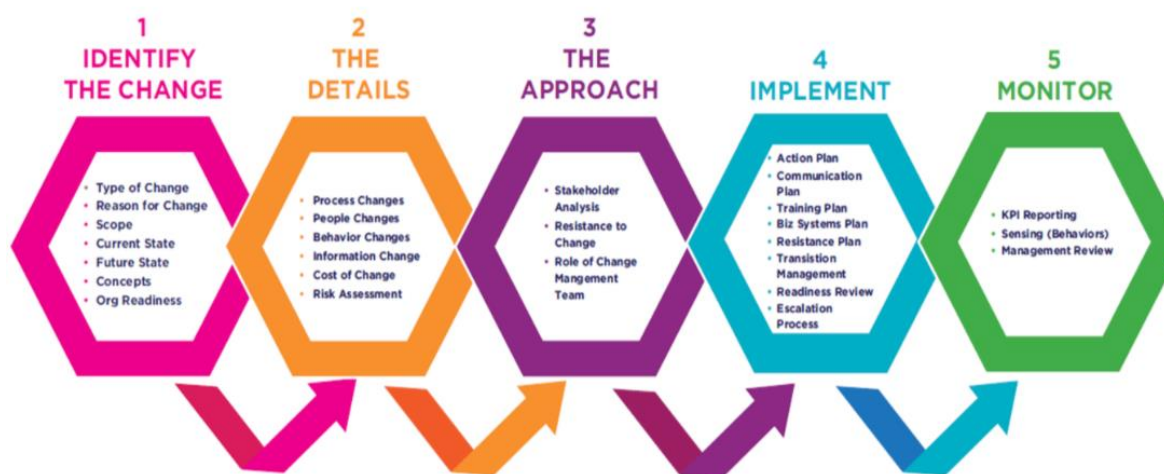 1
IDENTIFY
THE CHANGE
• Type of Change
• Reason for Change
• Scope
• Current State
• Future State
• Concepts
• Org Readiness
2
THE
DETAILS
• Process Changes
• People Changes
• Behavior Changes
• Information Change
• Cost of Change
• Risk Assessment
3
THE
APPROACH
• Stakeholder
Analysis
• Resistance to
Change
• Role of Change
Mangement
Team
4
IMPLEMENT
• Action Plan
• Communication
Plan
• Training Plan
• Biz Systems Plan
• Resistance Plan
• Transistion
Management
• Readiness Review
• Escalation
Process
5
MONITOR
• KPI Reporting
• Sensing (Behaviors)
• Management Review